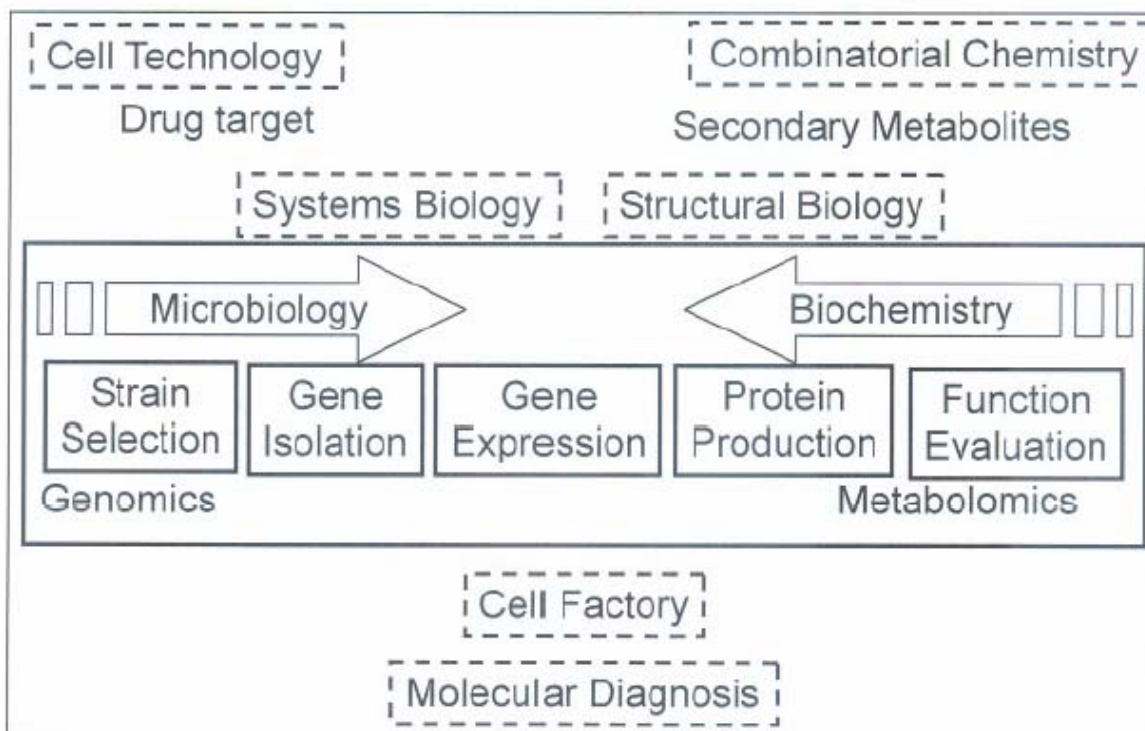 Cell Technology
Combinatorial Chemistry
Drug target
Secondary Metabolites
Systems Biology
Structural Biology
Microbiology
Biochemistry
Strain
Selection
Gene
Isolation
Gene
Expression
Protein
Production
Function
Evaluation
Genomics
Metabolomics
Cell Factory
Molecular Diagnosis